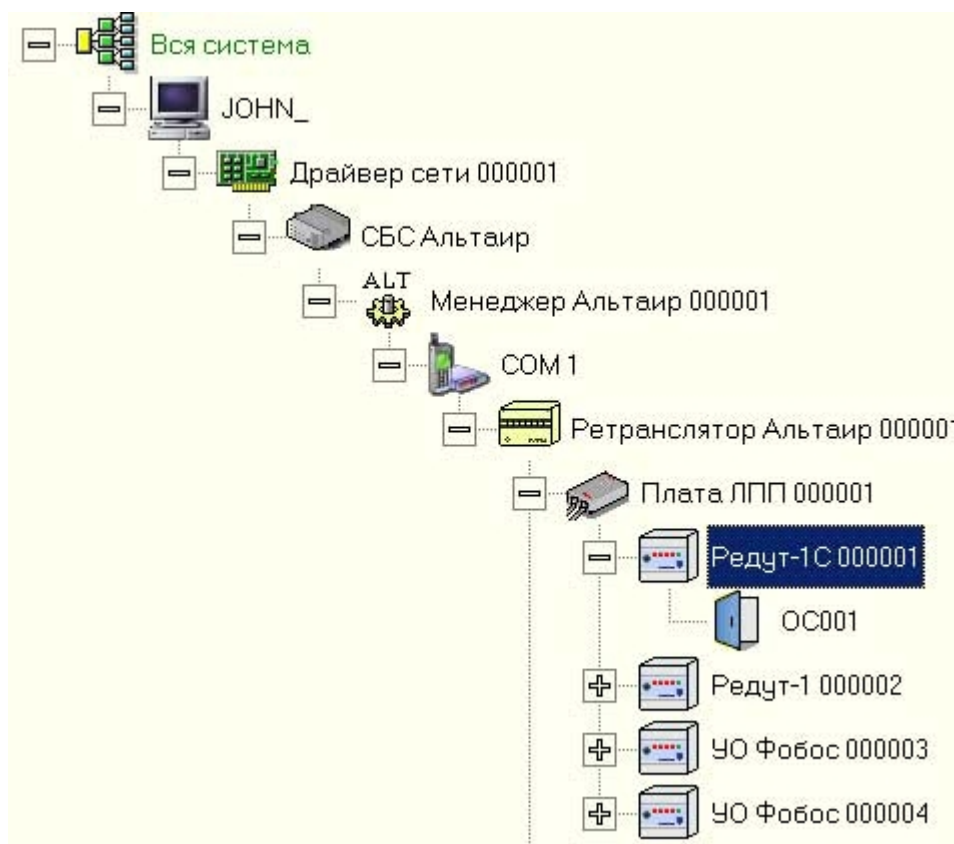 Вся система
JOHN_
Драйвер сети 000001
СБС Альтаир
ALT
Менеджер Альтаир 000001
COM 1
Ретранслятор Альтаир 000001
Плата ЛПП 000001
Редут-1С 000001
ОС001
Редут-1 000002
УО Фобос 000003
УО Фобос 000004